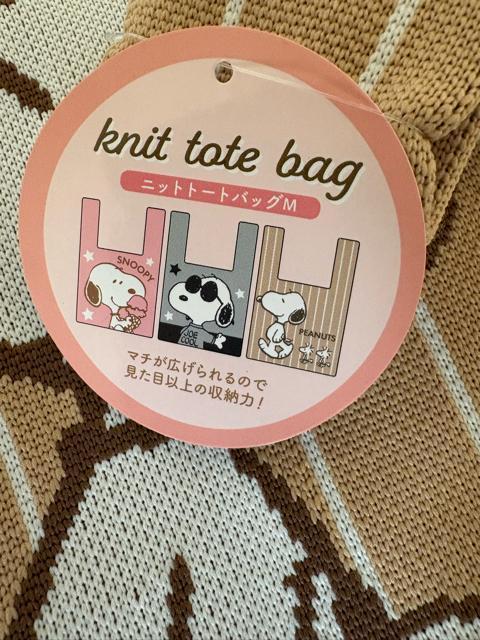 knit tote bag
ニットトートバッグM
SNOOPY
JOE
COOL
PEANUTS
マチが広げられるので
見た目以上の収納力!